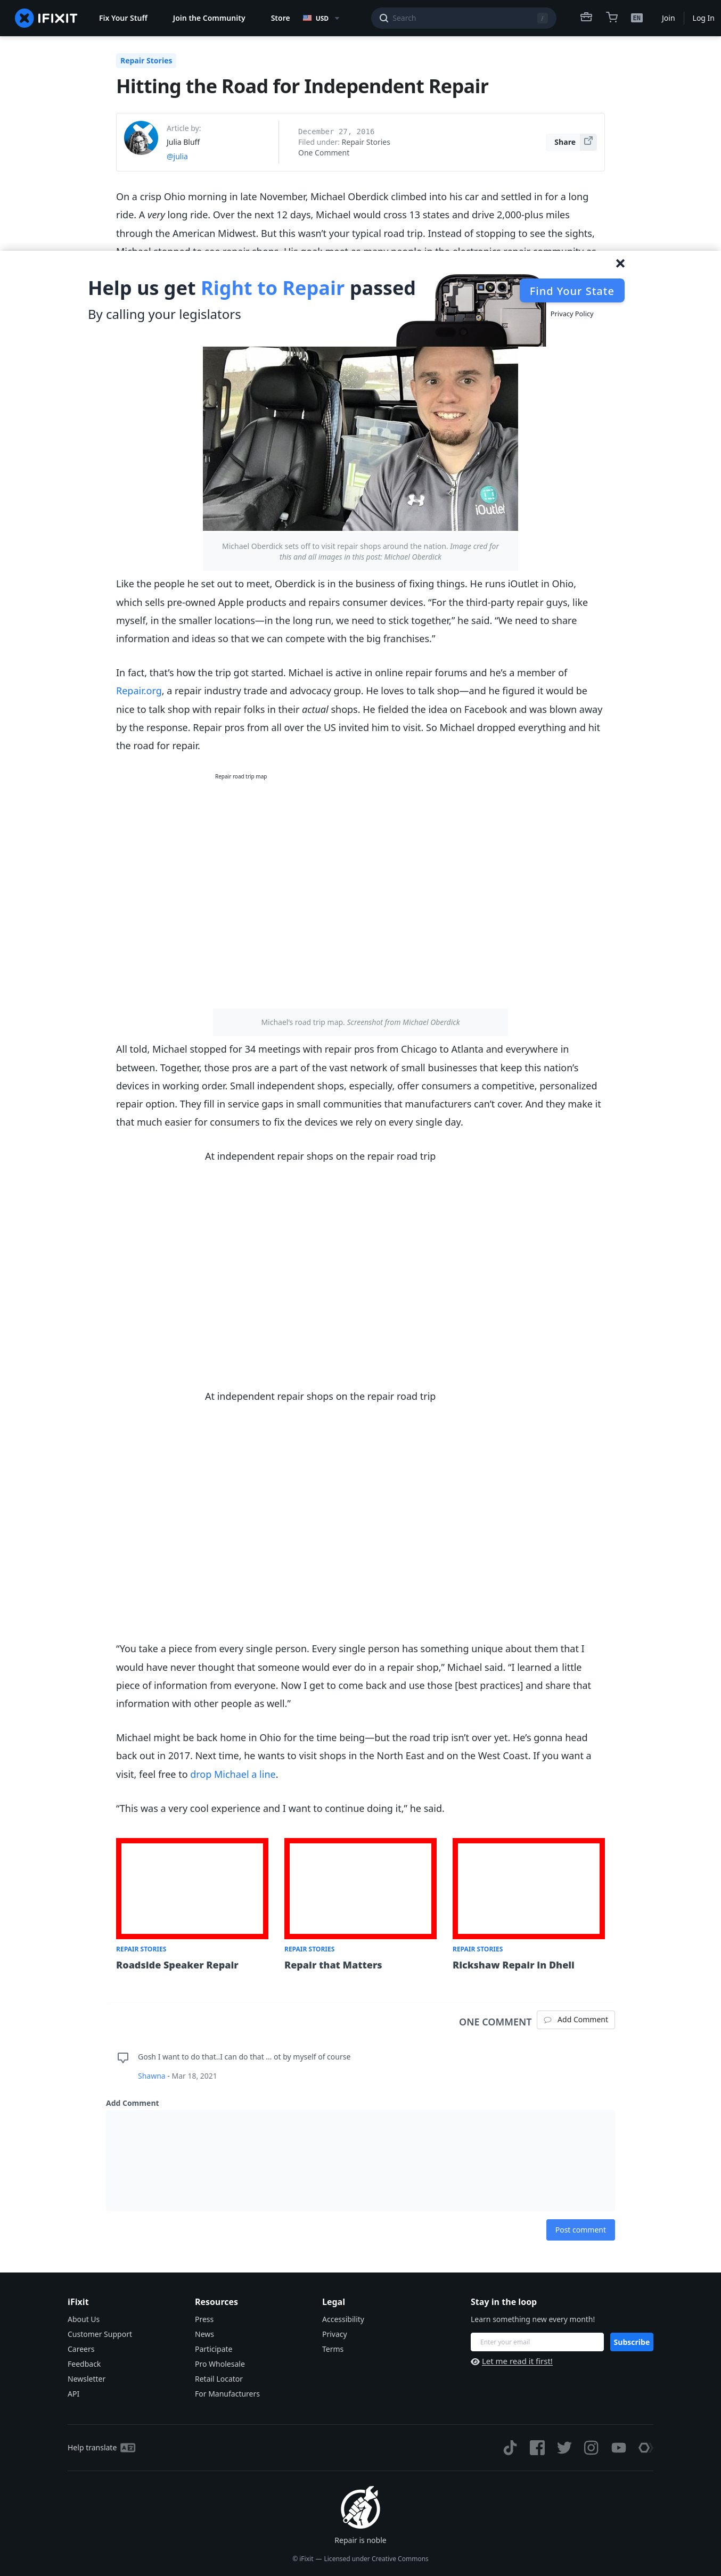 IFIXIT
Fix Your Stuff
Join the Community
Store
USD
Search
/
EN
Join
Log In
Repair Stories
Hitting the Road for Independent Repair
Article by:
Julia Bluff
@julia
December 27, 2016
Filed under: Repair Stories
One Comment
Share
On a crisp Ohio morning in late November, Michael Oberdick climbed into his car and settled in for a long
ride. A very long ride. Over the next 12 days, Michael would cross 13 states and drive 2,000-plus miles
through the American Midwest. But this wasn’t your typical road trip. Instead of stopping to see the sights,
Help us get Right to Repair passed
By calling your legislators
Find Your State
Privacy Policy
iOutlet
Michael Oberdick sets off to visit repair shops around the nation. Image cred for
this and all images in this post: Michael Oberdick
Like the people he set out to meet, Oberdick is in the business of fixing things. He runs iOutlet in Ohio,
which sells pre-owned Apple products and repairs consumer devices. “For the third-party repair guys, like
myself, in the smaller locations—in the long run, we need to stick together,” he said. “We need to share
information and ideas so that we can compete with the big franchises.”
In fact, that’s how the trip got started. Michael is active in online repair forums and he’s a member of
Repair.org, a repair industry trade and advocacy group. He loves to talk shop—and he figured it would be
nice to talk shop with repair folks in their actual shops. He fielded the idea on Facebook and was blown away
by the response. Repair pros from all over the US invited him to visit. So Michael dropped everything and hit
the road for repair.
Repair road trip map
Michael’s road trip map. Screenshot from Michael Oberdick
All told, Michael stopped for 34 meetings with repair pros from Chicago to Atlanta and everywhere in
between. Together, those pros are a part of the vast network of small businesses that keep this nation’s
devices in working order. Small independent shops, especially, offer consumers a competitive, personalized
repair option. They fill in service gaps in small communities that manufacturers can’t cover. And they make it
that much easier for consumers to fix the devices we rely on every single day.
At independent repair shops on the repair road trip
At independent repair shops on the repair road trip
“You take a piece from every single person. Every single person has something unique about them that I
would have never thought that someone would ever do in a repair shop,” Michael said. “I learned a little
piece of information from everyone. Now I get to come back and use those [best practices] and share that
information with other people as well.”
Michael might be back home in Ohio for the time being—but the road trip isn’t over yet. He’s gonna head
back out in 2017. Next time, he wants to visit shops in the North East and on the West Coast. If you want a
visit, feel free to drop Michael a line.
“This was a very cool experience and I want to continue doing it,” he said.
REPAIR STORIES
Roadside Speaker Repair
REPAIR STORIES
Repair that Matters
REPAIR STORIES
Rickshaw Repair in Dheli
ONE COMMENT
Add Comment
Gosh I want to do that..I can do that … ot by myself of course
Shawna - Mar 18, 2021
Add Comment
Post comment
iFixit
About Us
Customer Support
Careers
Feedback
Newsletter
API
Resources
Press
News
Participate
Pro Wholesale
Retail Locator
For Manufacturers
Legal
Accessibility
Privacy
Terms
Stay in the loop
Learn something new every month!
Enter your email
Subscribe
Let me read it first!
Help translate
Repair is noble
© iFixit — Licensed under Creative Commons